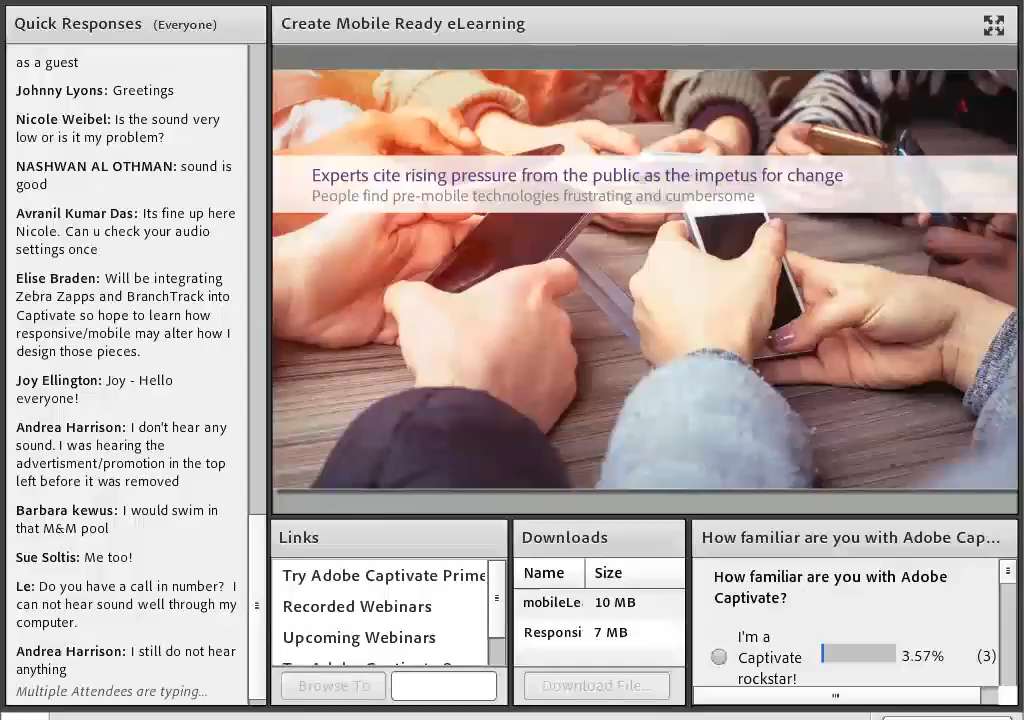 Quick Responses (Everyone)
as a guest
Johnny Lyons: Greetings
Nicole Weibel: Is the sound very
low or is it my problem?
NASHWAN AL OTHMAN: sound is
good
Avranil Kumar Das: Its fine up here
Nicole. Can u check your audio
settings once
Elise Braden: Will be integrating
Zebra Zapps and BranchTrack into
Captivate so hope to learn how
responsive/mobile may alter how I
design those pieces.
Joy Ellington: Joy - Hello
everyone!
Andrea Harrison: I don't hear any
sound. I was hearing the
advertisment/promotion in the top
left before it was removed
Barbara kewus: I would swim in
that M&M pool
Sue Soltis: Me too!
Le: Do you have a call in number? I
can not hear sound well through my
computer.
Andrea Harrison: I still do not hear
anything
Multiple Attendees are typing...
Create Mobile Ready eLearning
Experts cite rising pressure from the public as the impetus for change
People find pre-mobile technologies frustrating and cumbersome
Links
Try Adobe Captivate Prime
Recorded Webinars
Upcoming Webinars
Browse To
Downloads
Name Size
mobileLe 10 MB
Responsi 7 MB
Download File...
How familiar are you with Adobe Cap...
How familiar are you with Adobe
Captivate?
I'm a
Captivate
rockstar!
3.57% (3)